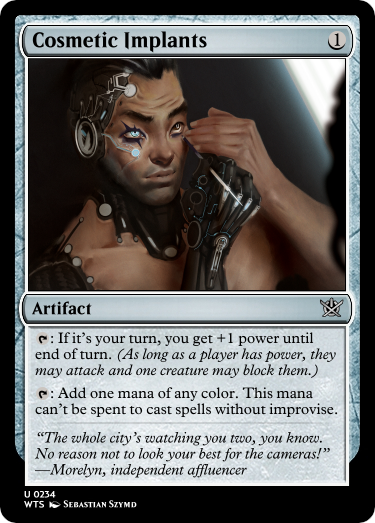 Cosmetic Implants 1
Artifact
: If it's your turn, you get +1 power until
end of turn. (As long as a player has power, they
may attack and one creature may block them.)
: Add one mana of any color. This mana
can't be spent to cast spells without improvise.
“The whole city's watching you two, you know.
No reason not to look your best for the cameras!”
—Morelyn, independent affluencer
U 0234
WTS Sebastian Szymd